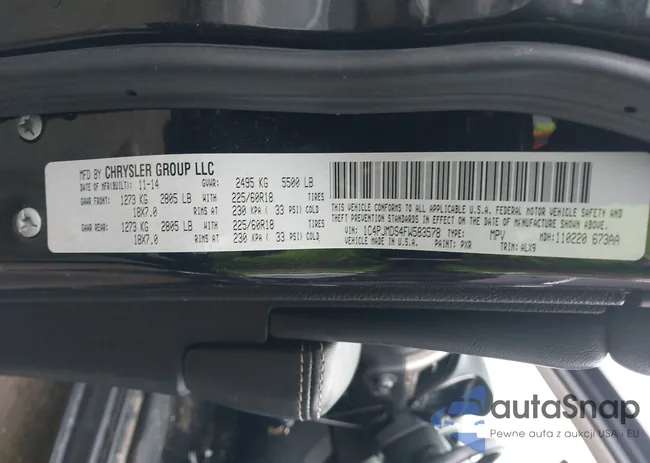 MFD BY CHRYSLER GROUP LLC
DATE OF MFR(BUILT): 11-14 GVWR: 2495 KG 5500 LB
GAWR FRONT: 1273 KG 2805 LB WITH 225/60R18 TIRES
18X7.0 RIMS AT 230 KPA ( 33 PSI) COLD
GAWR REAR: 1273 KG 2805 LB WITH 225/60R18 TIRES
18X7.0 RIMS AT 230 KPA ( 33 PSI) COLD
THIS VEHICLE CONFORMS TO ALL APPLICABLE U.S.A. FEDERAL MOTOR VEHICLE SAFETY AND
THEFT PREVENTION STANDARDS IN EFFECT ON THE DATE OF MANUFACTURE SHOWN ABOVE.
VIN: 1C4PJMDS4FW583578 TYPE: MPV MDH: 110220 673AA
VEHICLE MADE IN U.S.A. PAINT: PXR TRIM: ALX9
autaSnap
Pewne auta z aukcji USA i EU